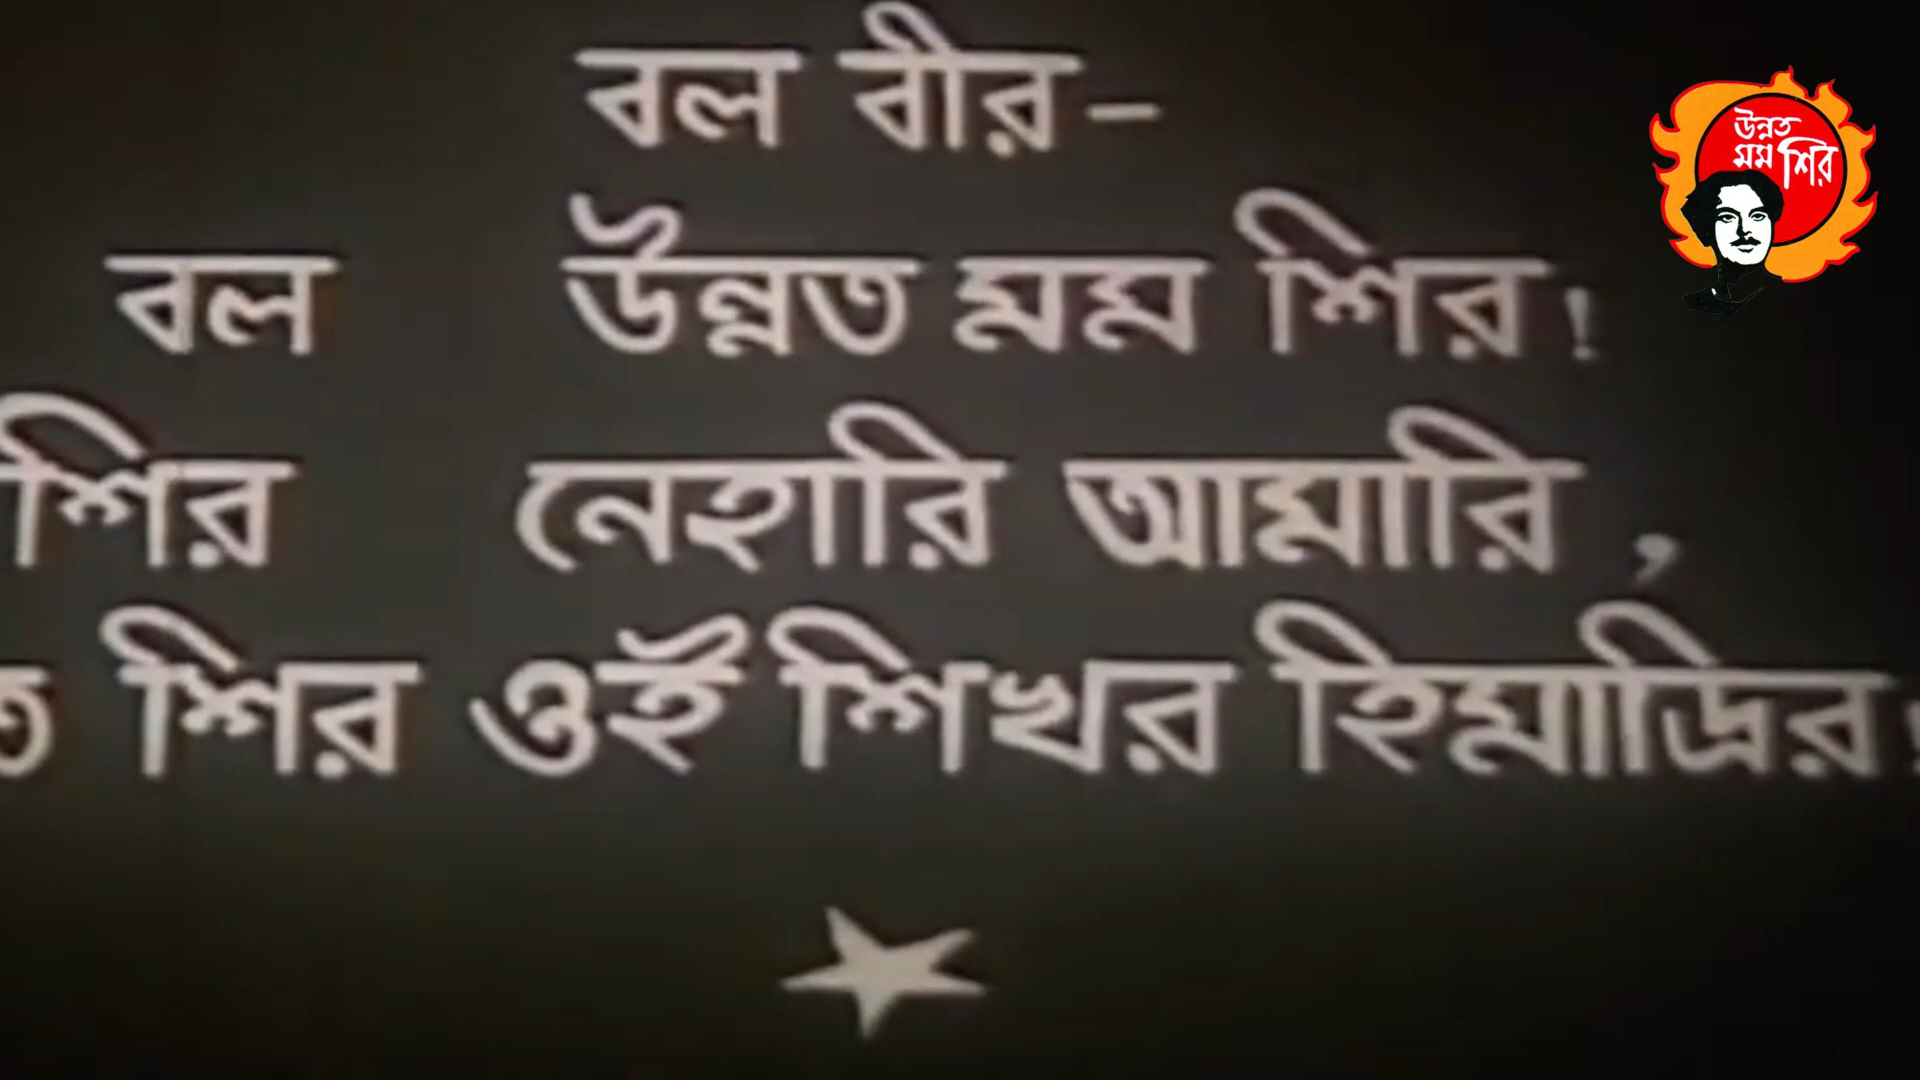 বল বীর-
বল উন্নত মম শির!
শির নেহারি আমারি,
শির ওই শিখর হিমাদ্রির!
উন্নত
মম শির